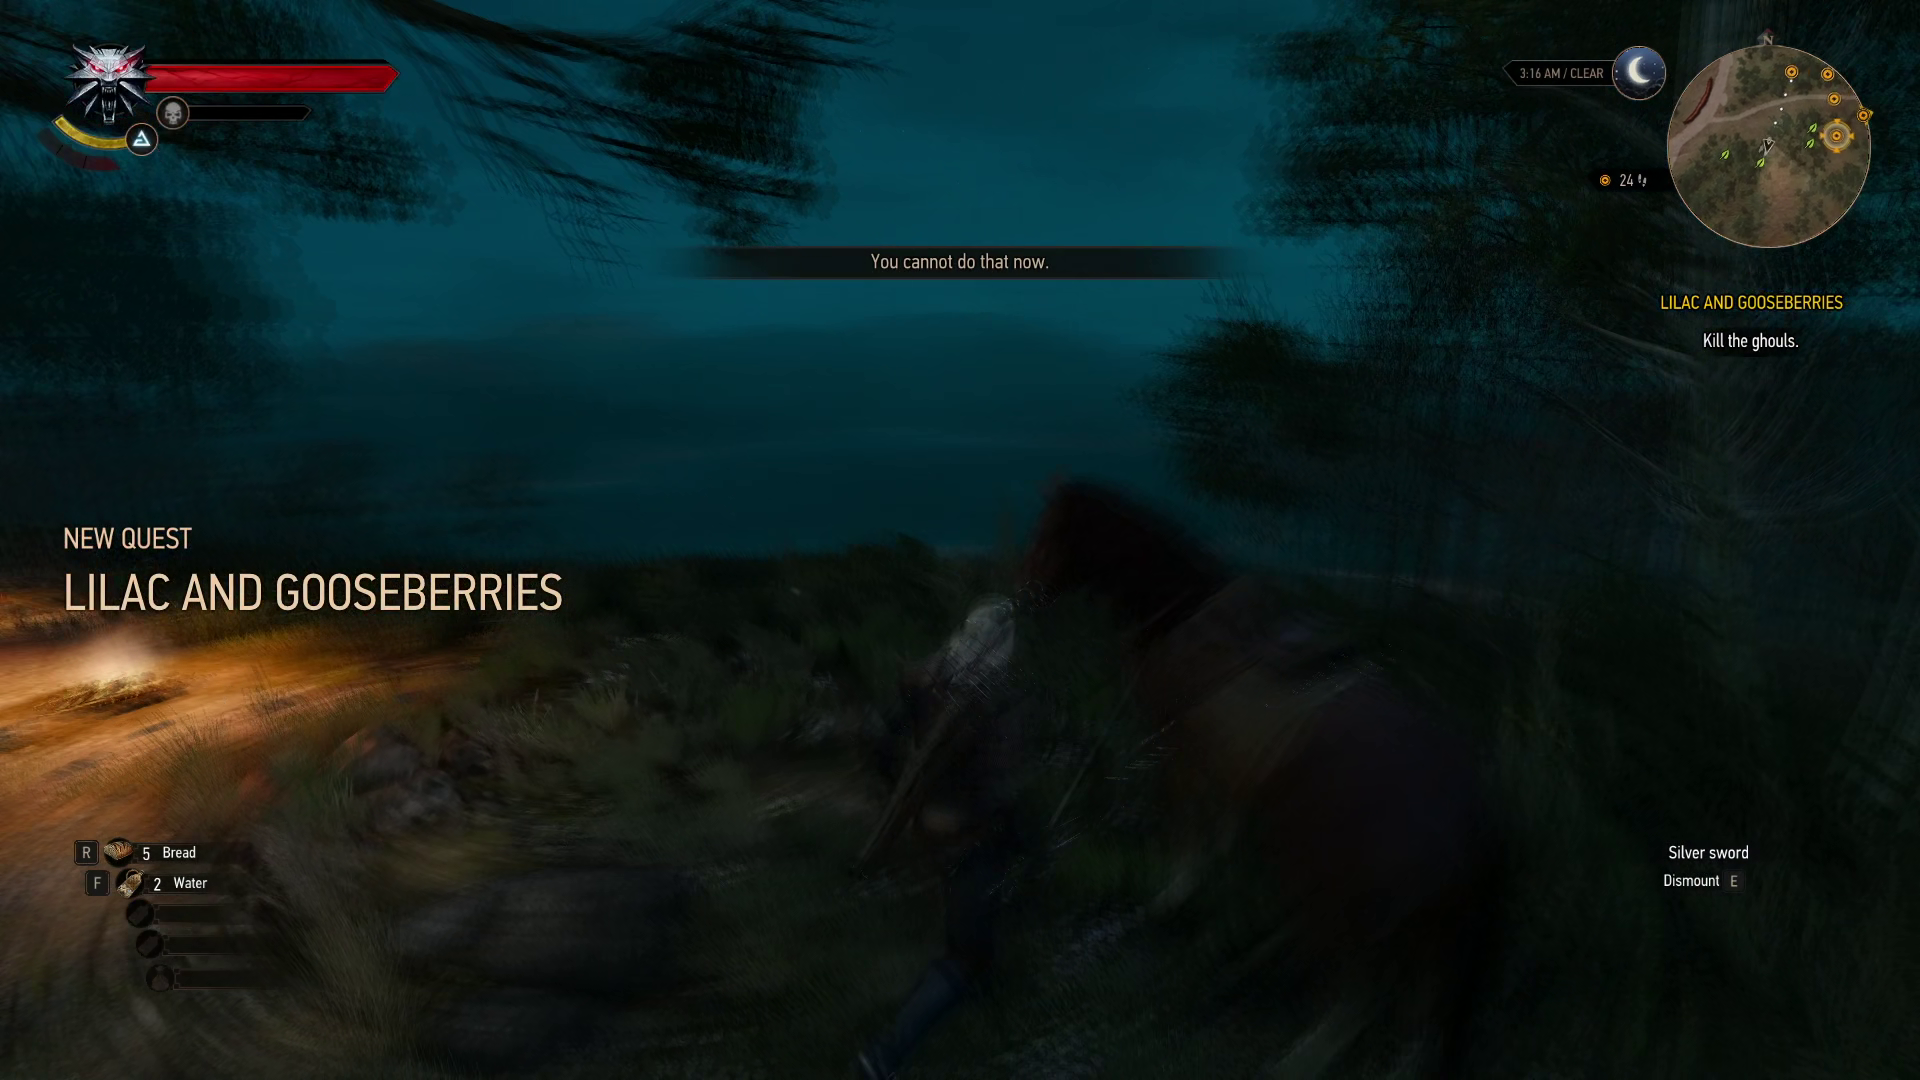 3:16 AM / CLEAR
N
24
You cannot do that now.
LILAC AND GOOSEBERRIES
Kill the ghouls.
NEW QUEST
LILAC AND GOOSEBERRIES
R 5 Bread
F 2 Water
Silver sword
Dismount E